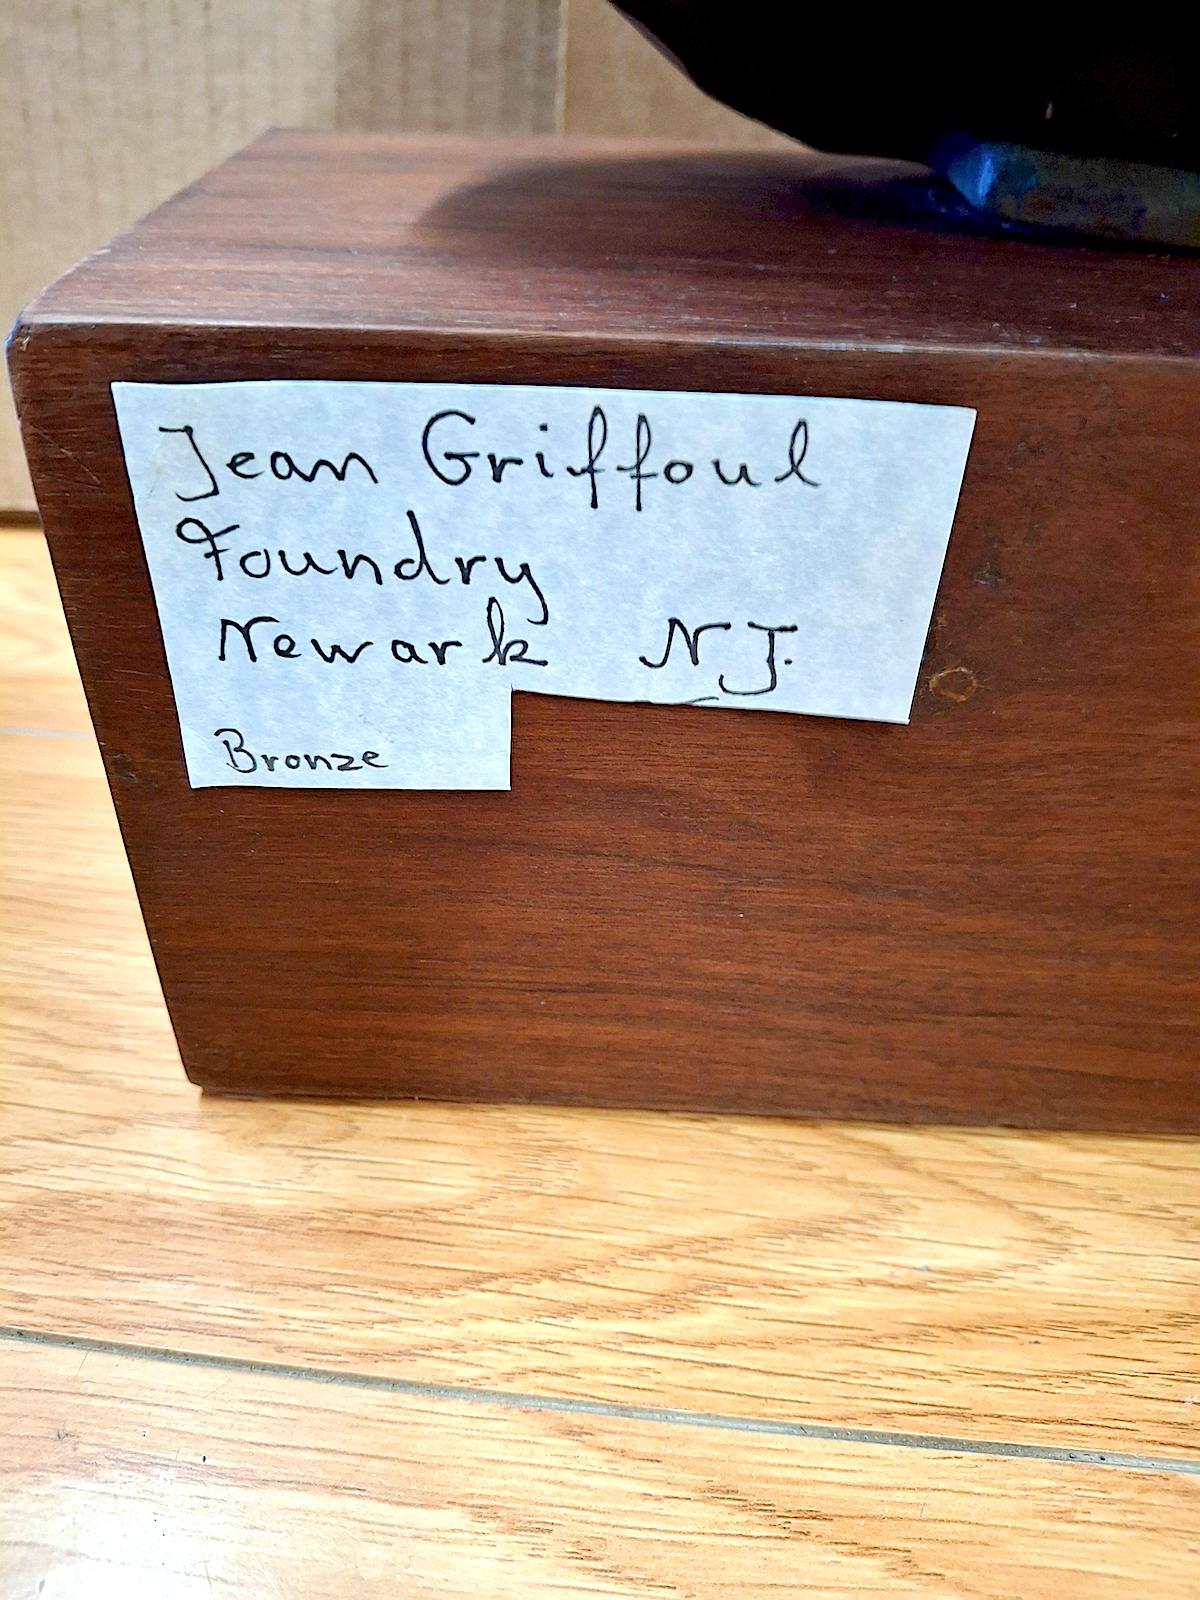 Jean Griffoul
Foundry
Newark N.J.
Bronze